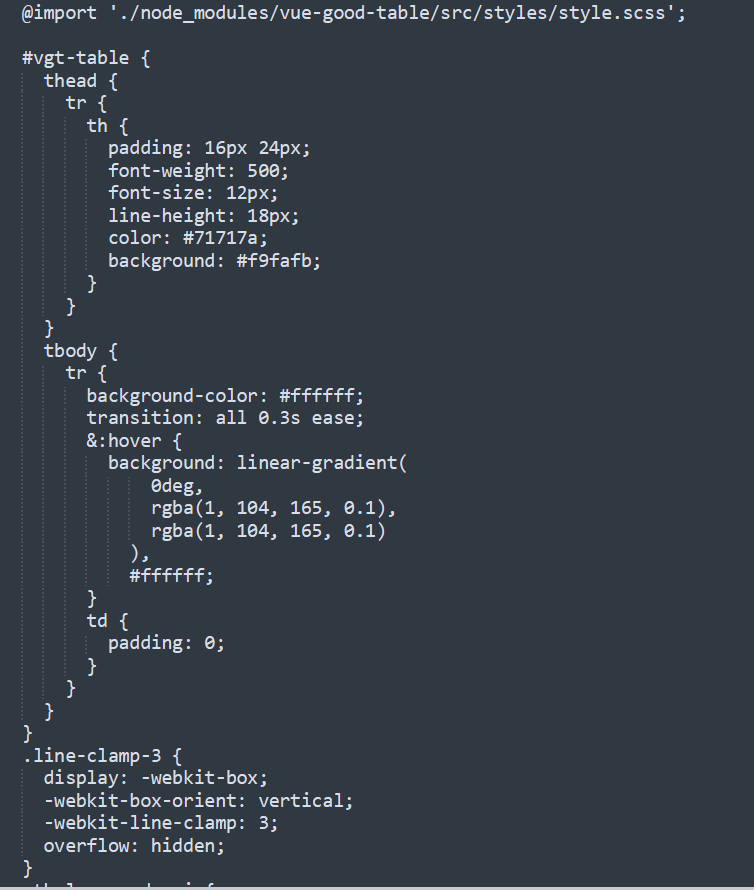 @import './node_modules/vue-good-table/src/styles/style.scss';
#vgt-table {
thead {
tr {
th {
padding: 16px 24px;
font-weight: 500;
font-size: 12px;
line-height: 18px;
color: #71717a;
background: #f9fafb;
}
}
}
tbody {
tr {
background-color: #ffffff;
transition: all 0.3s ease;
&:hover {
background: linear-gradient(
0deg,
rgba(1, 104, 165, 0.1),
rgba(1, 104, 165, 0.1)
),
#ffffff;
}
td {
padding: 0;
}
}
}
}
.line-clamp-3 {
display: -webkit-box;
-webkit-box-orient: vertical;
-webkit-line-clamp: 3;
overflow: hidden;
}